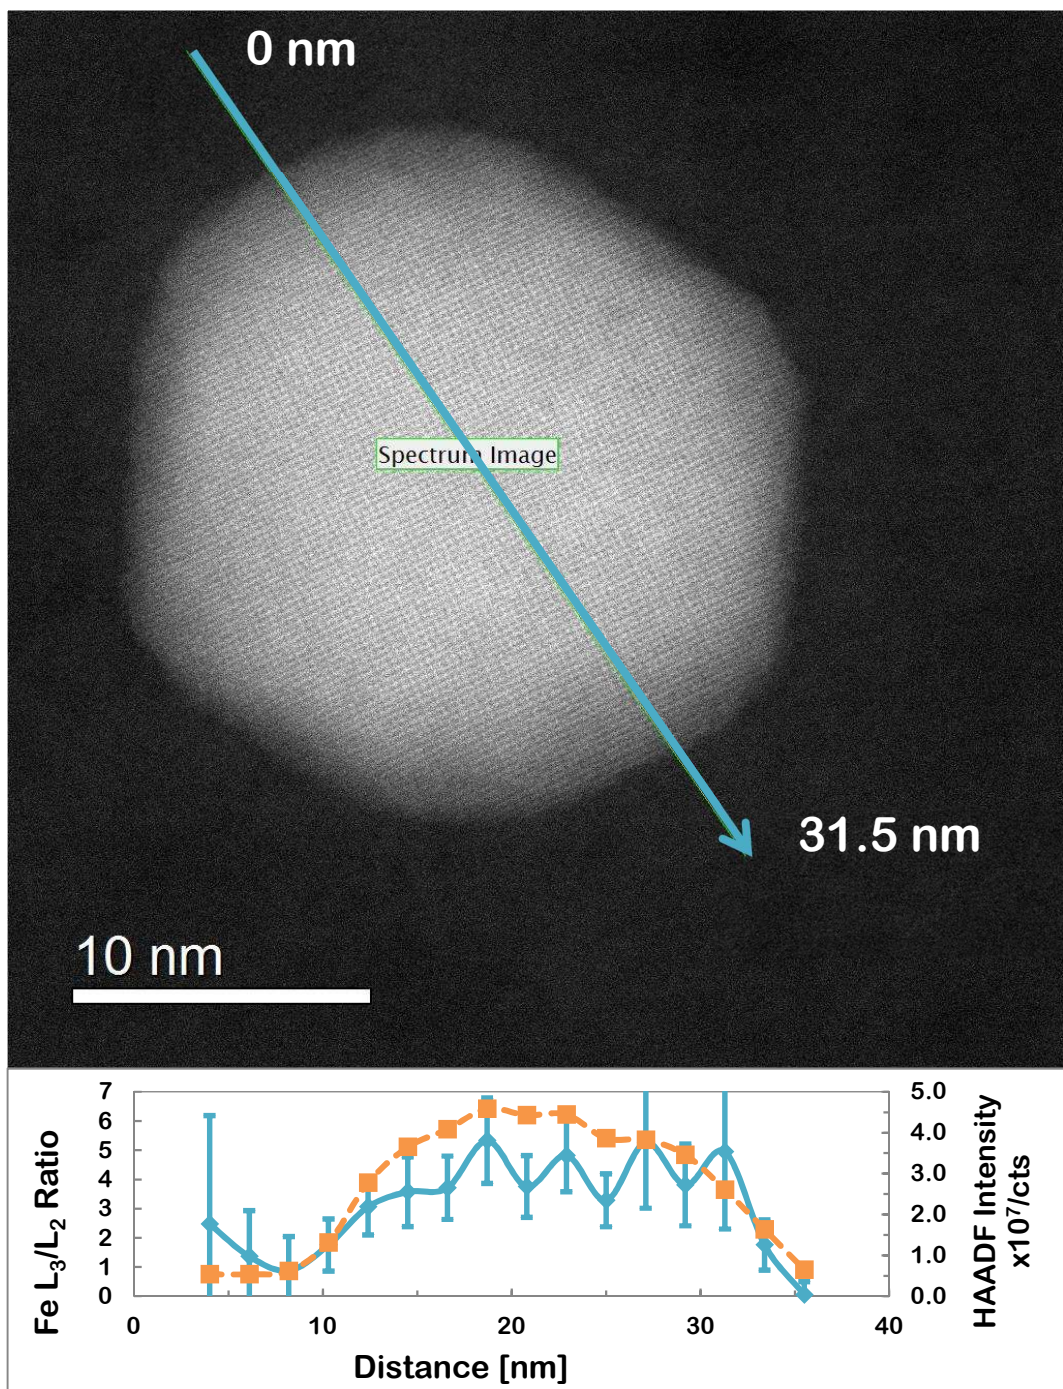 0 nm
Spectrum Image
31.5 nm
10 nm
7
6
5
4
3
2
1
0
Fe L₃/L₂ Ratio
5.0
4.0
3.0
2.0
1.0
0.0
HAADF Intensity
x10⁷/cts
0 10 20 30 40
Distance [nm]